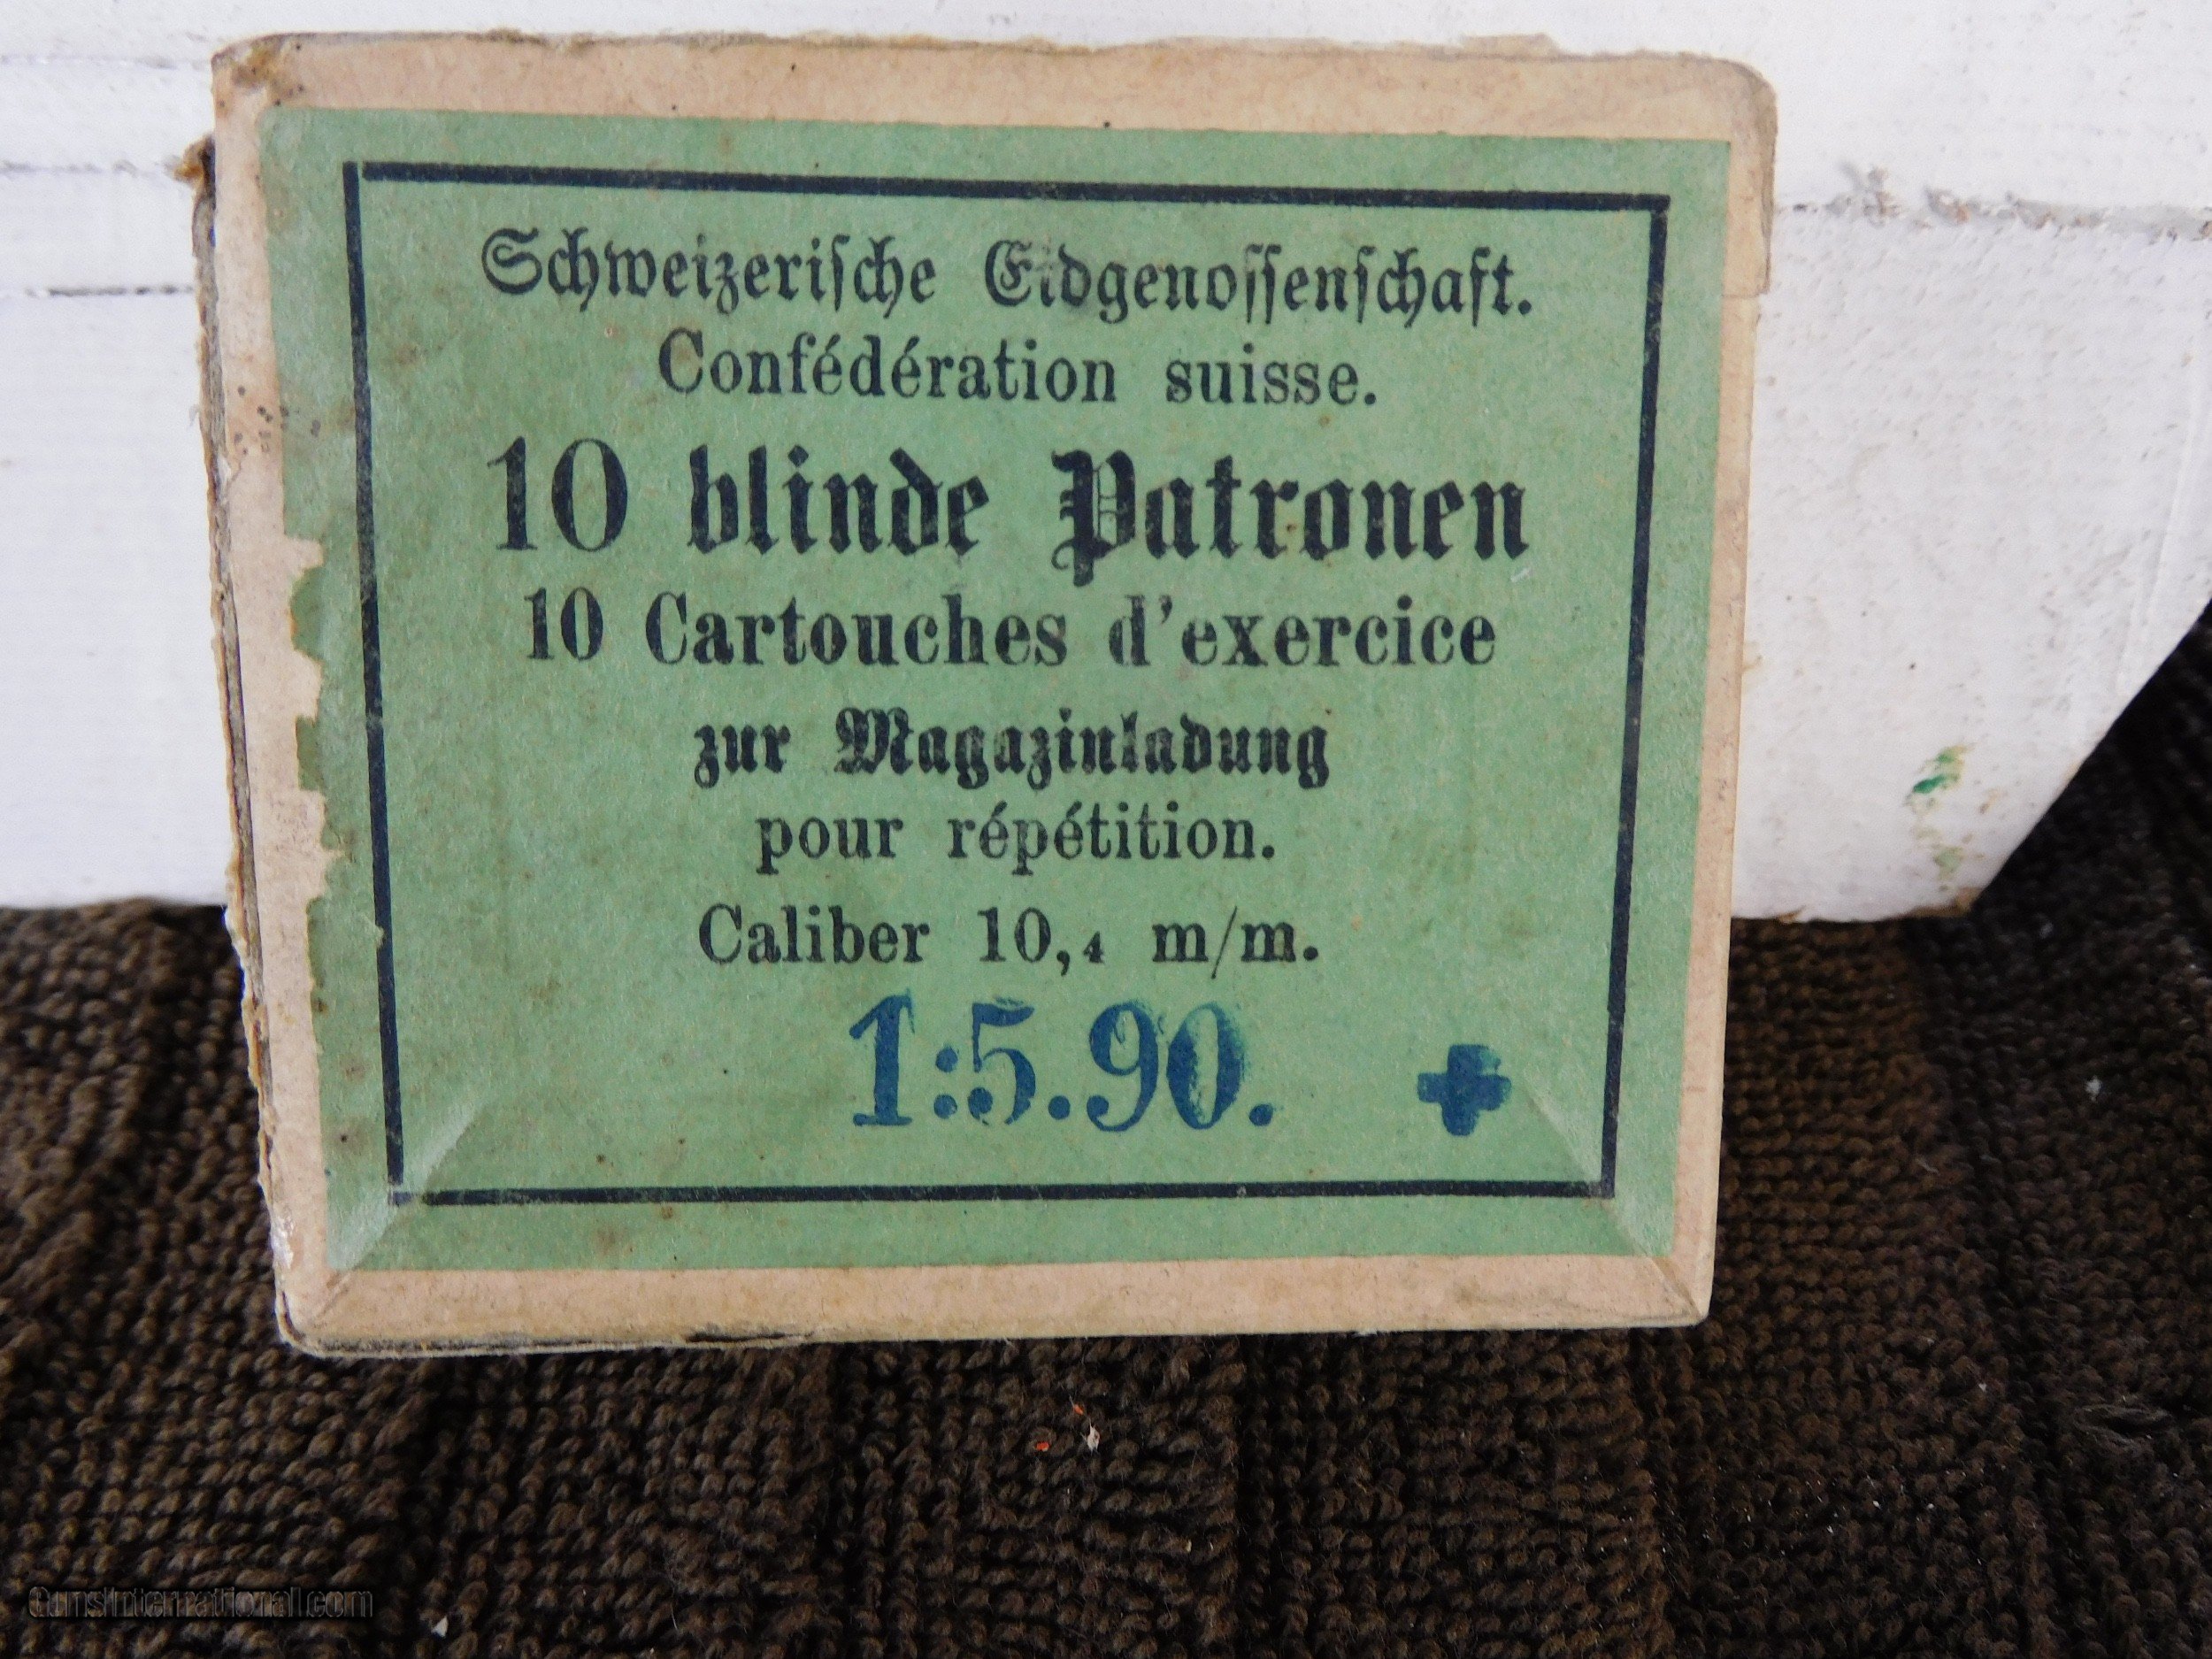 Schweizeriſche Eidgenoſſenſchaft.
Confédération suisse.
10 blinde Patronen
10 Cartouches d'exercice
zur Magazinladung
pour répétition.
Caliber 10,4 m/m.
1:5.90.
GunsInternational.com